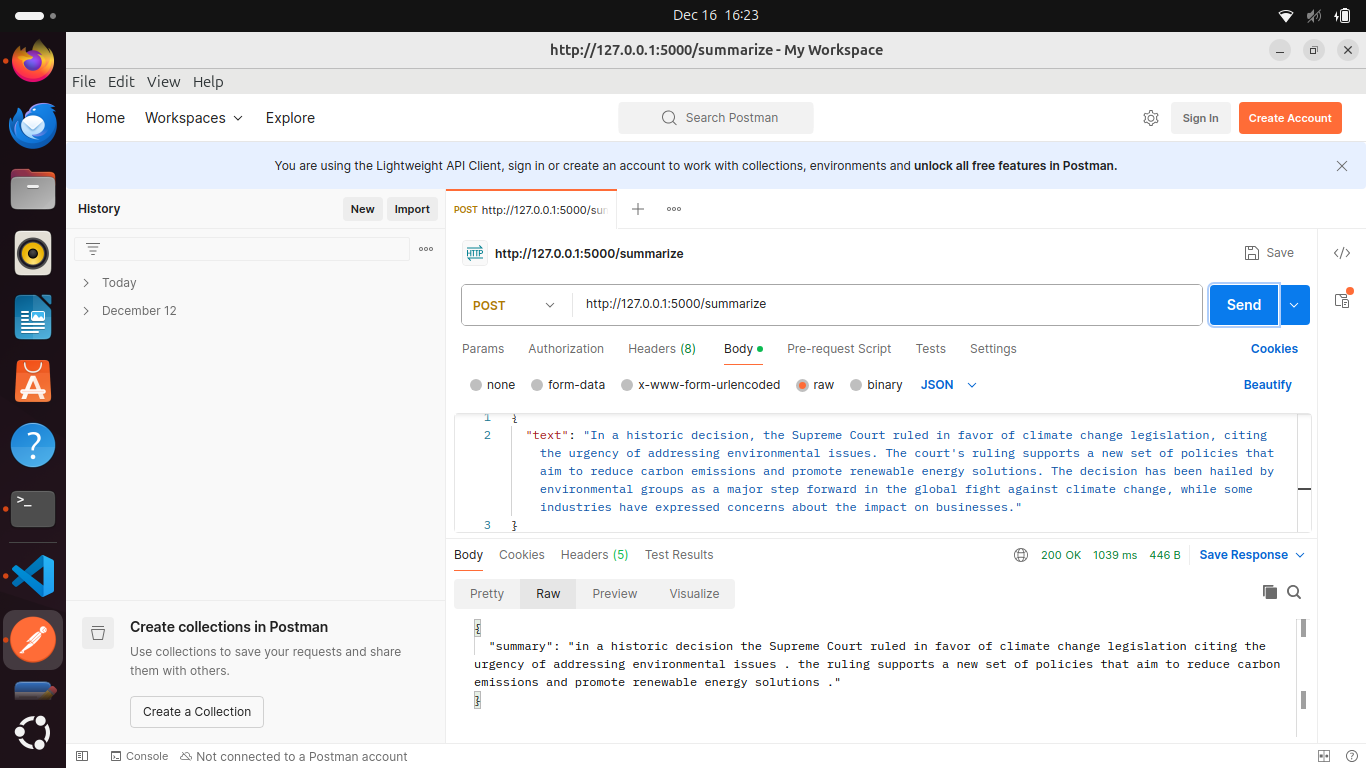 Dec 16 16:23
http://127.0.0.1:5000/summarize - My Workspace
File Edit View Help
Home Workspaces Explore
Search Postman
Sign In
Create Account
You are using the Lightweight API Client, sign in or create an account to work with collections, environments and unlock all free features in Postman.
History
New
Import
POST http://127.0.0.1:5000/sum
Today
December 12
HTTP
http://127.0.0.1:5000/summarize
Save
POST
http://127.0.0.1:5000/summarize
Send
Params Authorization Headers (8) Body Pre-request Script Tests Settings
Cookies
none form-data x-www-form-urlencoded raw binary JSON
Beautify
1 {
2 "text": "In a historic decision, the Supreme Court ruled in favor of climate change legislation, citing
the urgency of addressing environmental issues. The court's ruling supports a new set of policies that
aim to reduce carbon emissions and promote renewable energy solutions. The decision has been hailed by
environmental groups as a major step forward in the global fight against climate change, while some
industries have expressed concerns about the impact on businesses."
3 }
Body Cookies Headers (5) Test Results
200 OK 1039 ms 446 B
Save Response
Pretty Raw Preview Visualize
{
"summary": "in a historic decision the Supreme Court ruled in favor of climate change legislation citing the
urgency of addressing environmental issues . the ruling supports a new set of policies that aim to reduce carbon
emissions and promote renewable energy solutions ."
}
Create collections in Postman
Use collections to save your requests and share
them with others.
Create a Collection
Console
Not connected to a Postman account